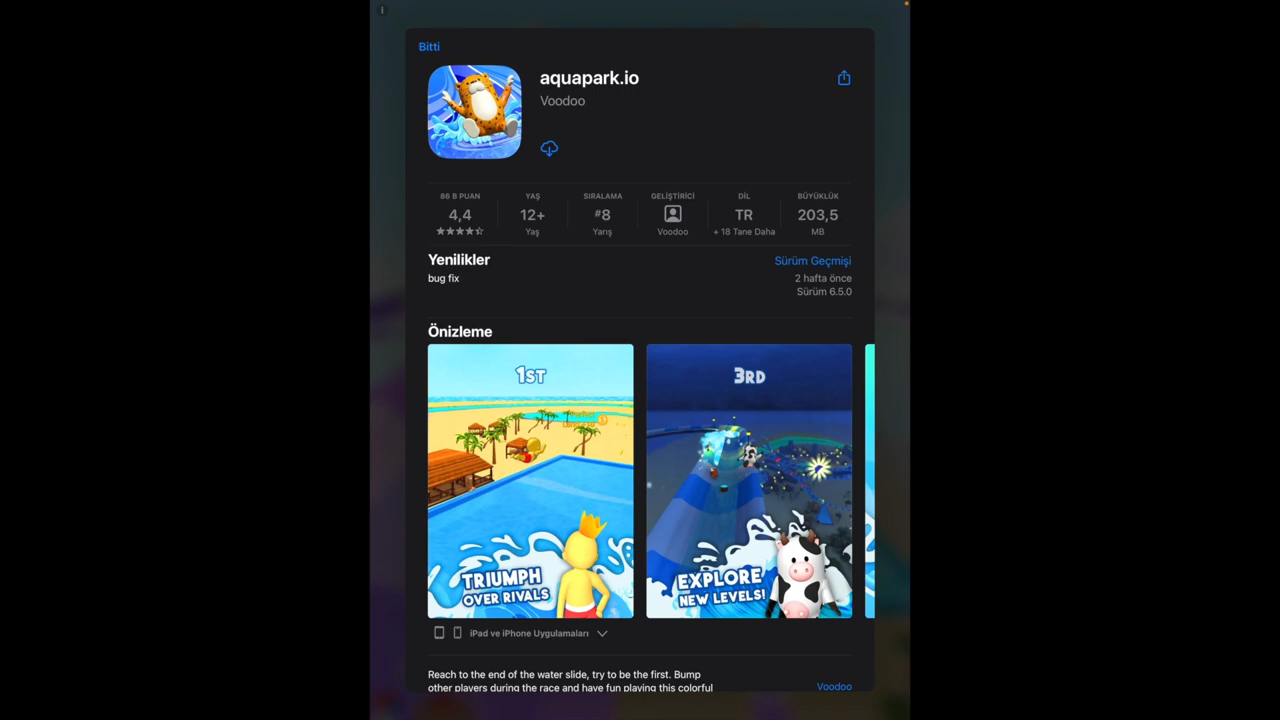 Bitti
aquapark.io
Voodoo
86 B PUAN
4,4
YAŞ
12+
Yaş
SIRALAMA
#8
Yarış
GELİŞTİRİCİ
Voodoo
DİL
TR
+ 18 Tane Daha
BÜYÜKLÜK
203,5
MB
Yenilikler
Sürüm Geçmişi
bug fix
2 hafta önce
Sürüm 6.5.0
Önizleme
1ST
TRIUMPH
OVER RIVALS
3RD
EXPLORE
NEW LEVELS!
iPad ve iPhone Uygulamaları
Reach to the end of the water slide, try to be the first. Bump
other players during the race and have fun playing this colorful
Voodoo